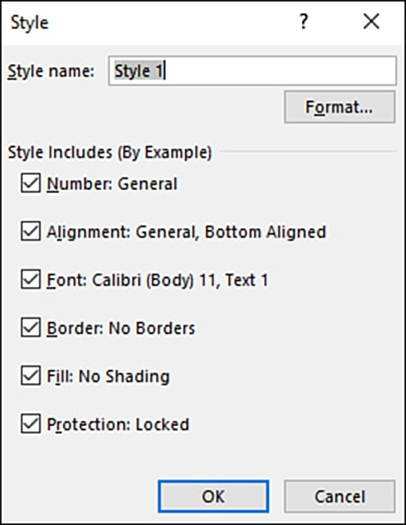 Style ?
Style name: Style 1
Format...
Style Includes (By Example)
Number: General
Alignment: General, Bottom Aligned
Font: Calibri (Body) 11, Text 1
Border: No Borders
Fill: No Shading
Protection: Locked
OK Cancel